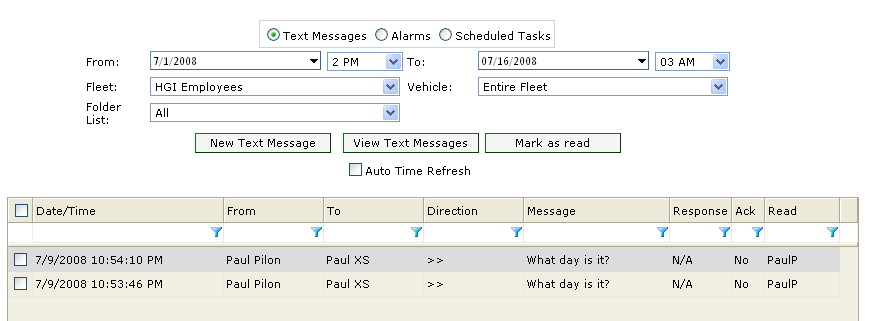 Text Messages Alarms Scheduled Tasks
From: 7/1/2008 2 PM To: 07/16/2008 03 AM
Fleet: HGI Employees Vehicle: Entire Fleet
Folder List: All
New Text Message View Text Messages Mark as read
Auto Time Refresh
Date/Time From To Direction Message Response Ack Read
7/9/2008 10:54:10 PM Paul Pilon Paul XS >> What day is it? N/A No PaulP
7/9/2008 10:53:46 PM Paul Pilon Paul XS >> What day is it? N/A No PaulP